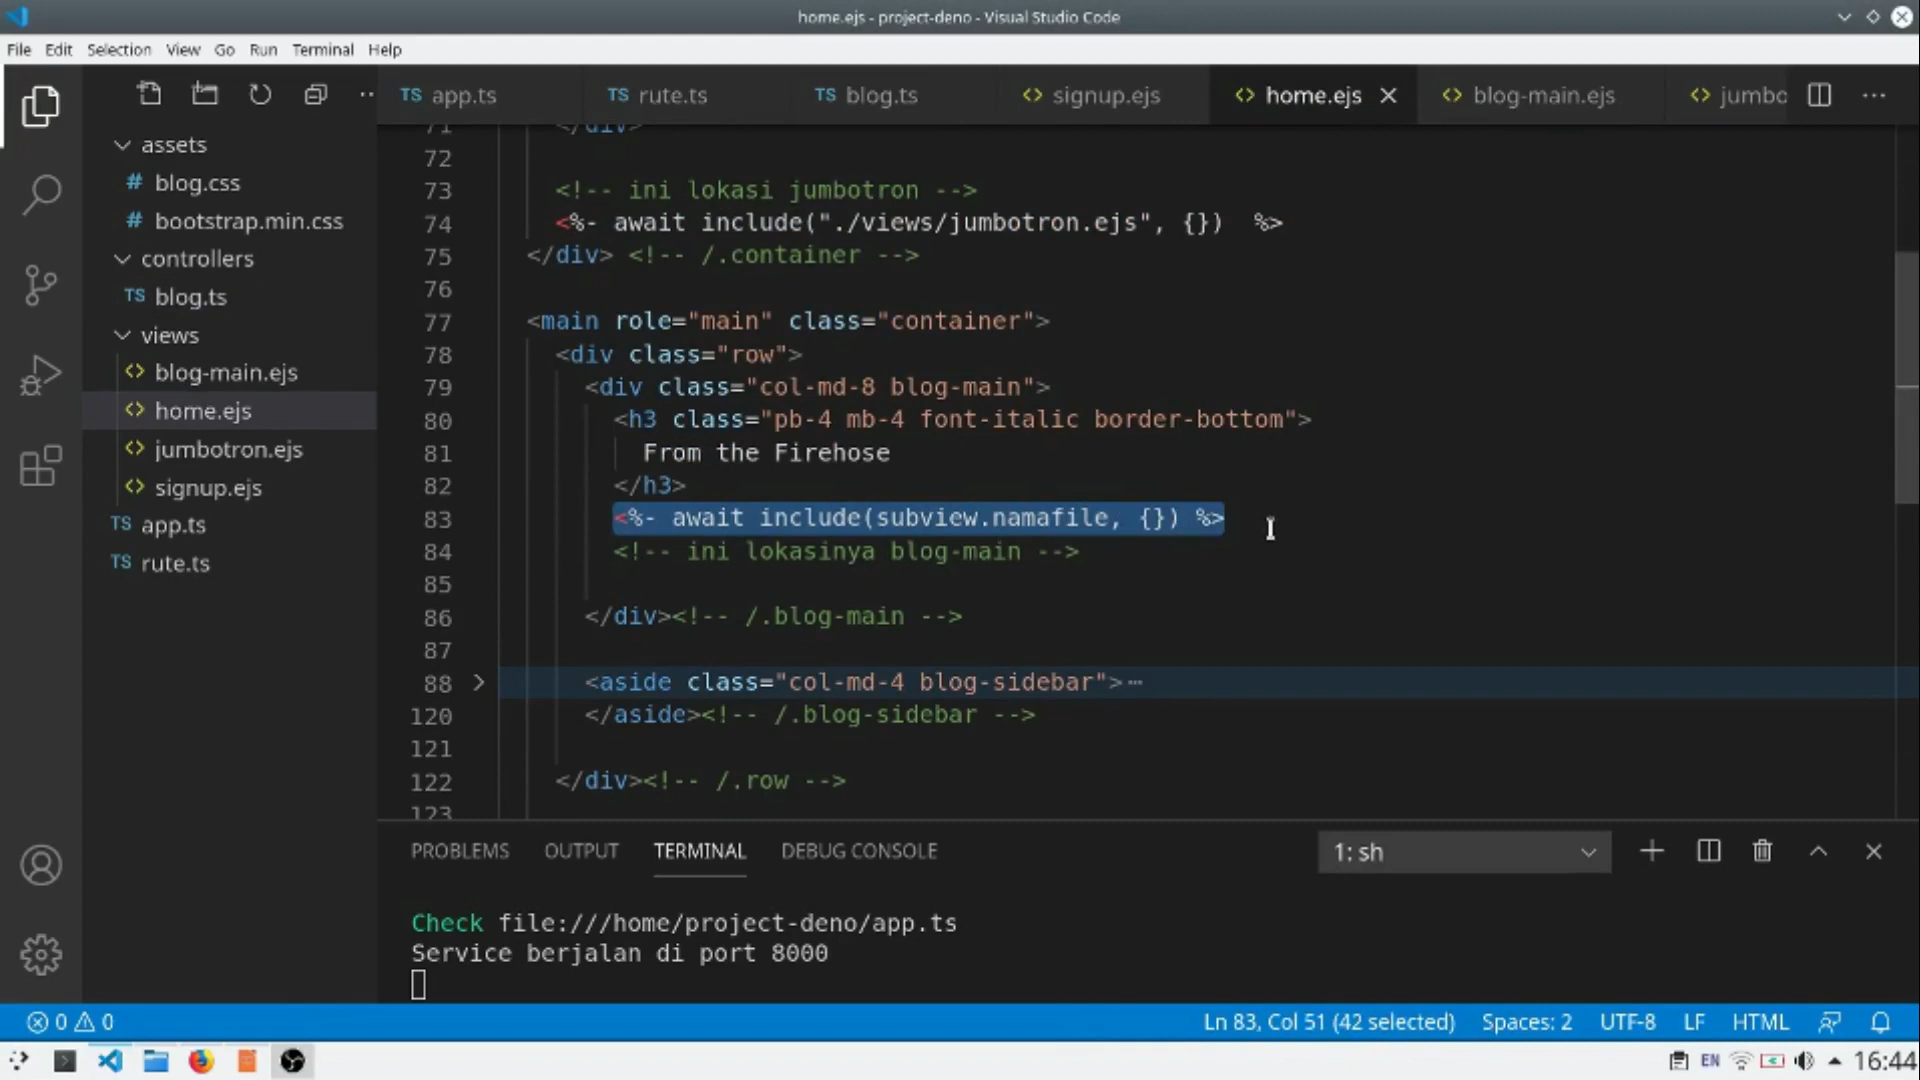 home.ejs - project-deno - Visual Studio Code
File Edit Selection View Go Run Terminal Help
TS app.ts TS rute.ts TS blog.ts <> signup.ejs <> home.ejs <> blog-main.ejs <> jumbo
assets
# blog.css
# bootstrap.min.css
controllers
TS blog.ts
views
<> blog-main.ejs
<> home.ejs
<> jumbotron.ejs
<> signup.ejs
TS app.ts
TS rute.ts
71 </div>
72
73 <!-- ini lokasi jumbotron -->
74 <%- await include("./views/jumbotron.ejs", {})  %>
75 </div> <!-- /.container -->
76
77 <main role="main" class="container">
78 <div class="row">
79 <div class="col-md-8 blog-main">
80 <h3 class="pb-4 mb-4 font-italic border-bottom">
81 From the Firehose
82 </h3>
83 <%- await include(subview.namafile, {}) %>
84 <!-- ini lokasinya blog-main -->
85
86 </div><!-- /.blog-main -->
87
88 <aside class="col-md-4 blog-sidebar">
120 </aside><!-- /.blog-sidebar -->
121
122 </div><!-- /.row -->
123
PROBLEMS OUTPUT TERMINAL DEBUG CONSOLE 1: sh
Check file:///home/project-deno/app.ts
Service berjalan di port 8000
0 0 Ln 83, Col 51 (42 selected) Spaces: 2 UTF-8 LF HTML
EN 16:44